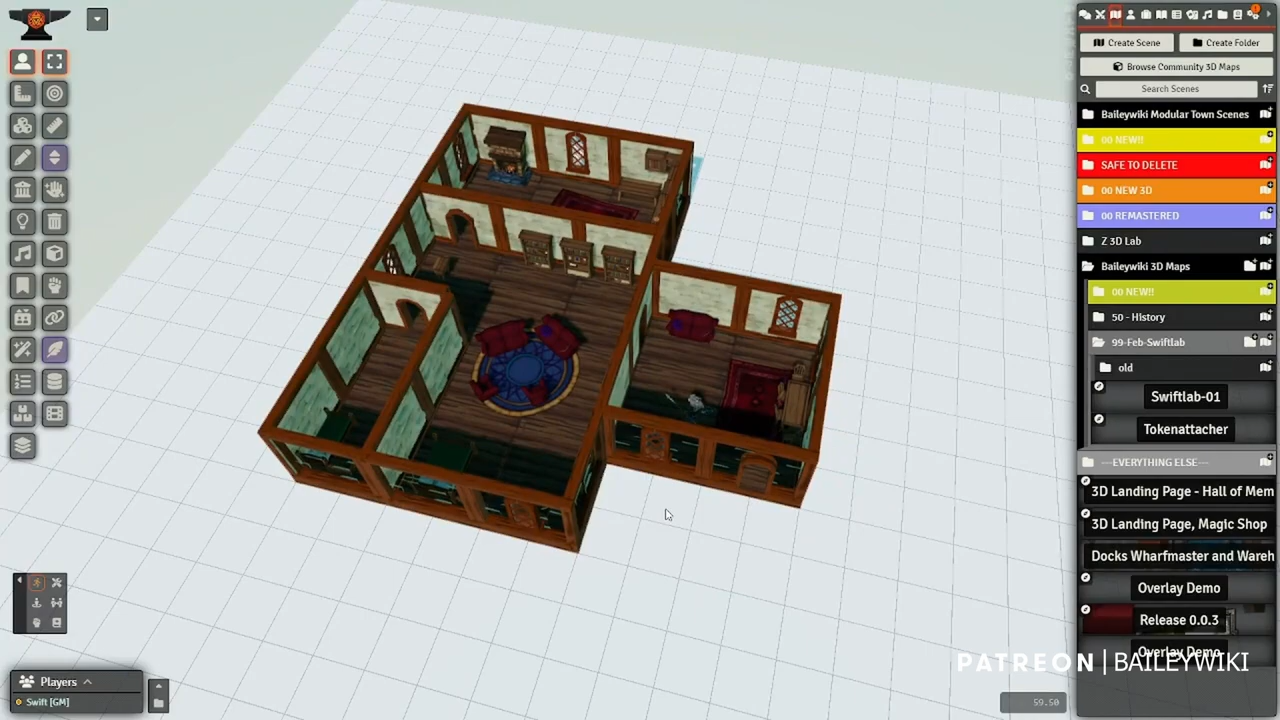 Create Scene
Create Folder
Browse Community 3D Maps
Search Scenes
Baileywiki Modular Town Scenes
00 NEW!!
SAFE TO DELETE
00 NEW 3D
00 REMASTERED
Z 3D Lab
Baileywiki 3D Maps
00 NEW!!
50 - History
99-Feb-Swiftlab
old
Swiftlab-01
Tokenattacher
---EVERYTHING ELSE---
3D Landing Page - Hall of Mem
3D Landing Page, Magic Shop
Docks Wharfmaster and Wareh
Overlay Demo
Release 0.0.3
Overlay Demo
PATREON | BAILEYWIKI
Players
Swift [GM]
59.50